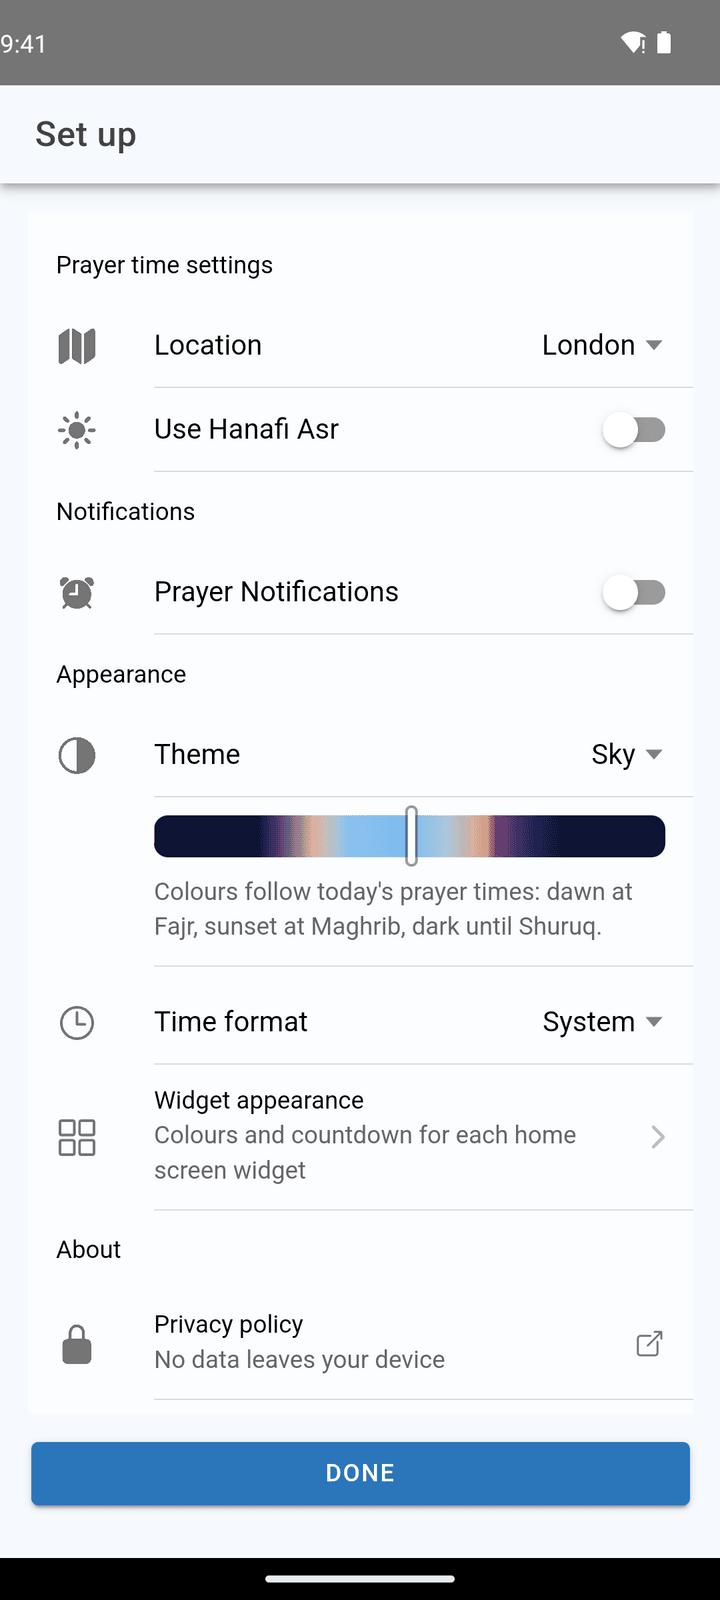 9:41
Set up
Prayer time settings
Location
London
Use Hanafi Asr
Notifications
Prayer Notifications
Appearance
Theme
Sky
Colours follow today's prayer times: dawn at
Fajr, sunset at Maghrib, dark until Shuruq.
Time format
System
Widget appearance
Colours and countdown for each home
screen widget
About
Privacy policy
No data leaves your device
DONE